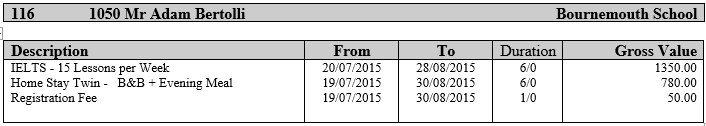 116 1050 Mr Adam Bertolli Bournemouth School
Description From To Duration Gross Value
IELTS - 15 Lessons per Week 20/07/2015 28/08/2015 6/0 1350.00
Home Stay Twin - B&B + Evening Meal 19/07/2015 30/08/2015 6/0 780.00
Registration Fee 19/07/2015 30/08/2015 1/0 50.00